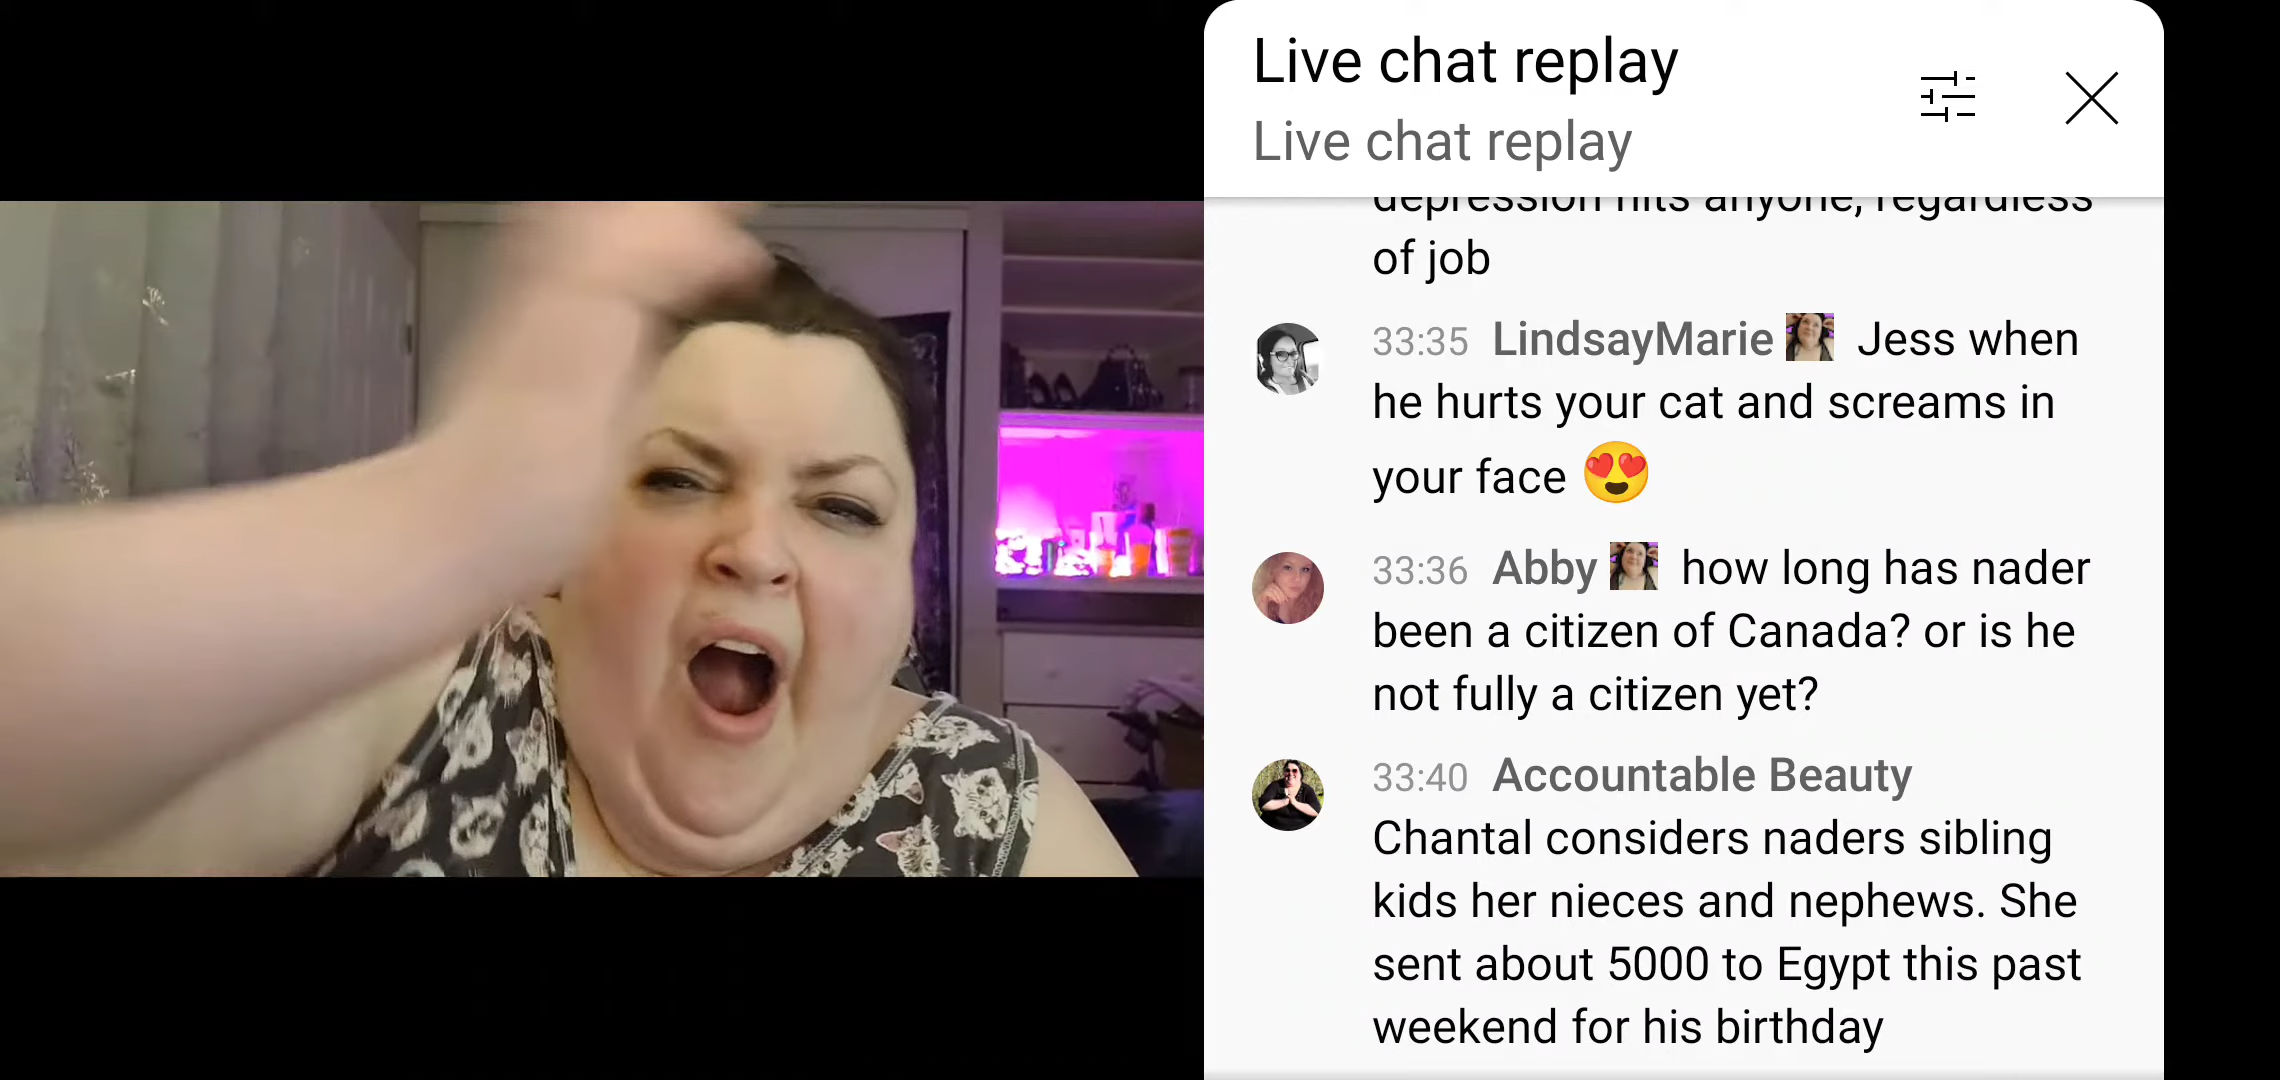 Live chat replay
Live chat replay
depression hits anyone, regardless
of job
33:35 LindsayMarie Jess when
he hurts your cat and screams in
your face 😍
33:36 Abby how long has nader
been a citizen of Canada? or is he
not fully a citizen yet?
33:40 Accountable Beauty
Chantal considers naders sibling
kids her nieces and nephews. She
sent about 5000 to Egypt this past
weekend for his birthday